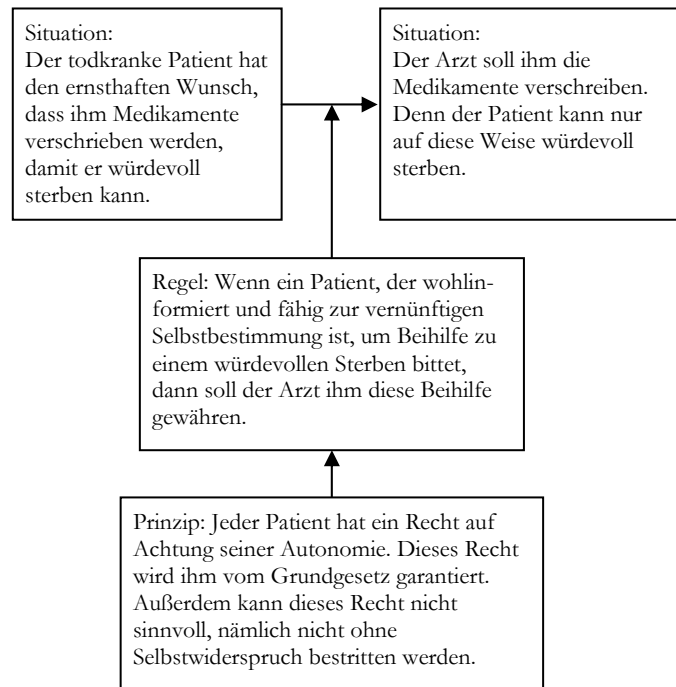 Situation:
Der todkranke Patient hat
den ernsthaften Wunsch,
dass ihm Medikamente
verschrieben werden,
damit er würdevoll
sterben kann.
Situation:
Der Arzt soll ihm die
Medikamente verschreiben.
Denn der Patient kann nur
auf diese Weise würdevoll
sterben.
Regel: Wenn ein Patient, der wohlin-
formiert und fähig zur vernünftigen
Selbstbestimmung ist, um Beihilfe zu
einem würdevollen Sterben bittet,
dann soll der Arzt ihm diese Beihilfe
gewähren.
Prinzip: Jeder Patient hat ein Recht auf
Achtung seiner Autonomie. Dieses Recht
wird ihm vom Grundgesetz garantiert.
Außerdem kann dieses Recht nicht
sinnvoll, nämlich nicht ohne
Selbstwiderspruch bestritten werden.